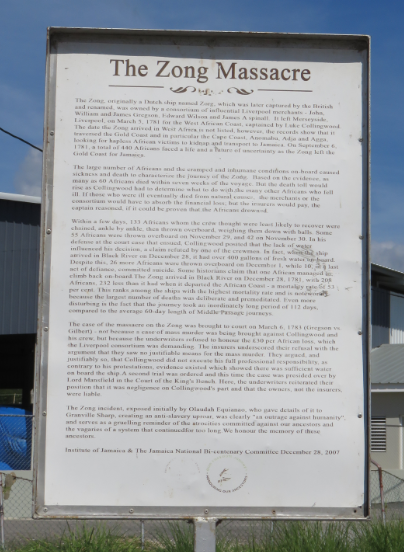 The Zong Massacre
The Zong, originally a Dutch ship named Zorg, which was later captured by the British
and renamed, was owned by a consortium of influential Liverpool merchants - John,
William and James Gregson, Edward Wilson and James Aspinall. It left Merseyside,
Liverpool, on March 5, 1781 for the West African Coast, captained by Luke Collingwood.
The date the Zong arrived in West Africa is not listed, however, the records show that it
traversed the Gold Coast and in particular the Cape Coast, Anomabu, Adja and Agga,
looking for hapless African victims to kidnap and transport to Jamaica. On September 6,
1781, a total of 440 Africans faced a life and a future of uncertainty as the Zong left the
Gold Coast for Jamaica.
The large number of Africans and the cramped and inhumane conditions on board caused
sickness and death to characterize the journey of the Zong. Based on the evidence, as
many as 60 Africans died within seven weeks of the voyage. But the death toll would
rise as Collingwood had to determine what to do with the many other Africans who fell
ill. If those who were ill eventually died from natural causes, the merchants or the
consortium would have to absorb the financial loss, but the insurers would pay, the
captain reasoned, if it could be proven that the Africans drowned.
Within a few days, 133 Africans whom the crew thought were least likely to recover were
chained, ankle by ankle, then thrown overboard, weighing them down with balls. Some
55 Africans were thrown overboard on November 29, and 42 on November 30. In his
defense at the court case that ensued, Collingwood posited that the lack of water
influenced his decision, a claim refuted by one of the crewmen. In fact, when the ship
arrived in Black River on December 28, it had over 400 gallons of fresh water on board.
Despite this, 26 more Africans were thrown overboard on December 1, while 10, in a last
act of defiance, committed suicide. Some historians claim that one African managed to
climb back on board The Zong arrived in Black River on December 28, 1781, with 208
Africans, 232 less than it had when it departed the African Coast - a mortality rate of 53
per cent. This ranks among the ships with the highest mortality rate and is noteworthy
because the largest number of deaths was deliberate and premeditated. Even more
disturbing is the fact that the journey took an inordinately long period of 112 days,
compared to the average 60-day length of Middle Passage journeys.
The case of the massacre on the Zong was brought to court on March 6, 1783 (Gregson vs
Gilbert) - not because a case of mass murder was being brought against Collingwood and
his crew, but because the underwriters refused to honour the £30 per African lost, which
the Liverpool consortium was demanding. The insurers underscored their refusal with the
argument that they saw no justifiable means for the mass murder. They argued, and
justifiably so, that Collingwood did not execute his full professional responsibility, as
contrary to his protestations, evidence existed which showed there was sufficient water
on board the ship A second trial was ordered and this time the case was presided over by
Lord Mansfield in the Court of the King's Bench. Here, the underwriters reiterated their
position that it was negligence on Collingwood's part and that the owners, not the insurers,
were liable.
The Zong incident, exposed initially by Olaudah Equiano, who gave details of it to
Granville Sharp, creating an anti-slavery uproar, was clearly "an outrage against humanity",
and serves as a gruelling reminder of the atrocities committed against our ancestors and
the vagaries of a system that continued for too long We honour the memory of these
ancestors.
Institute of Jamaica & The Jamaica National Bi-centenary Committee December 28, 2007